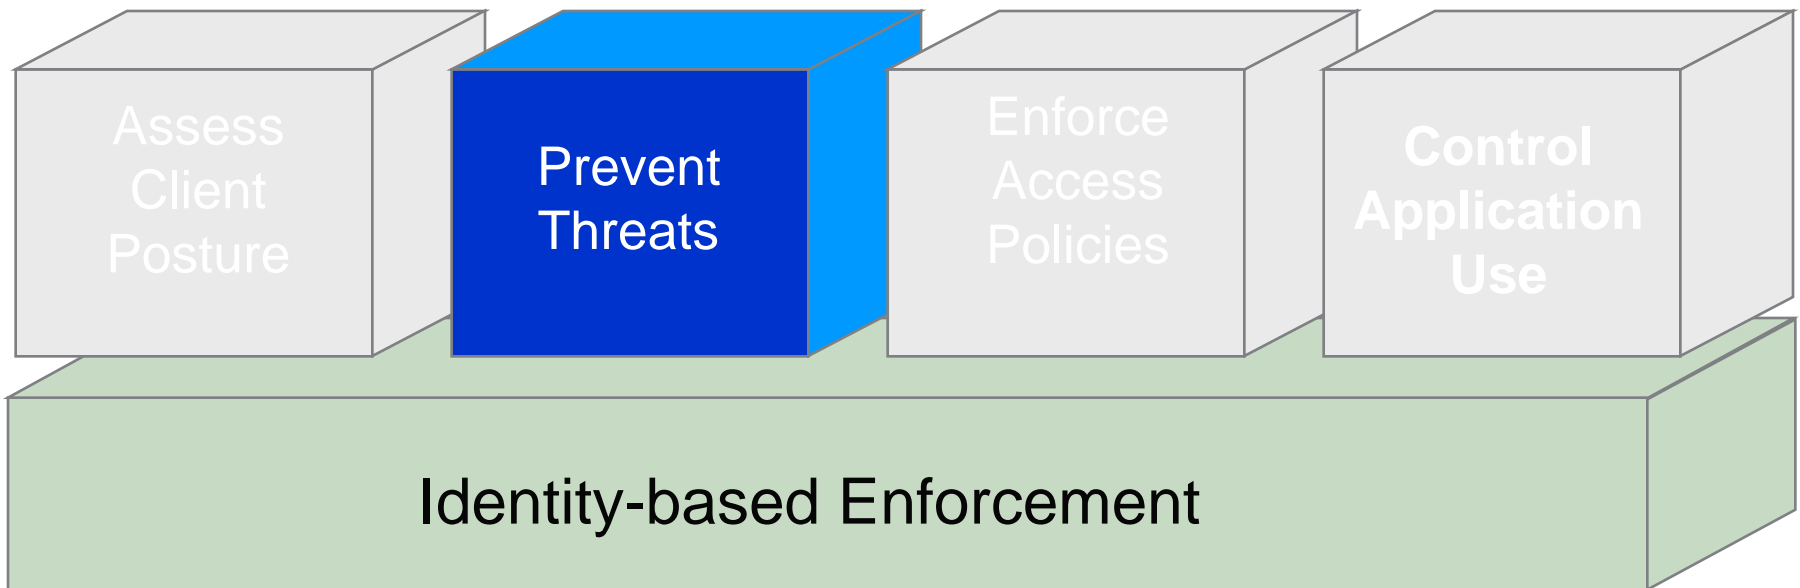 Assess
Client
Posture
Prevent
Threats
Enforce
Access
Policies
Control
Application
Use
Identity-based Enforcement